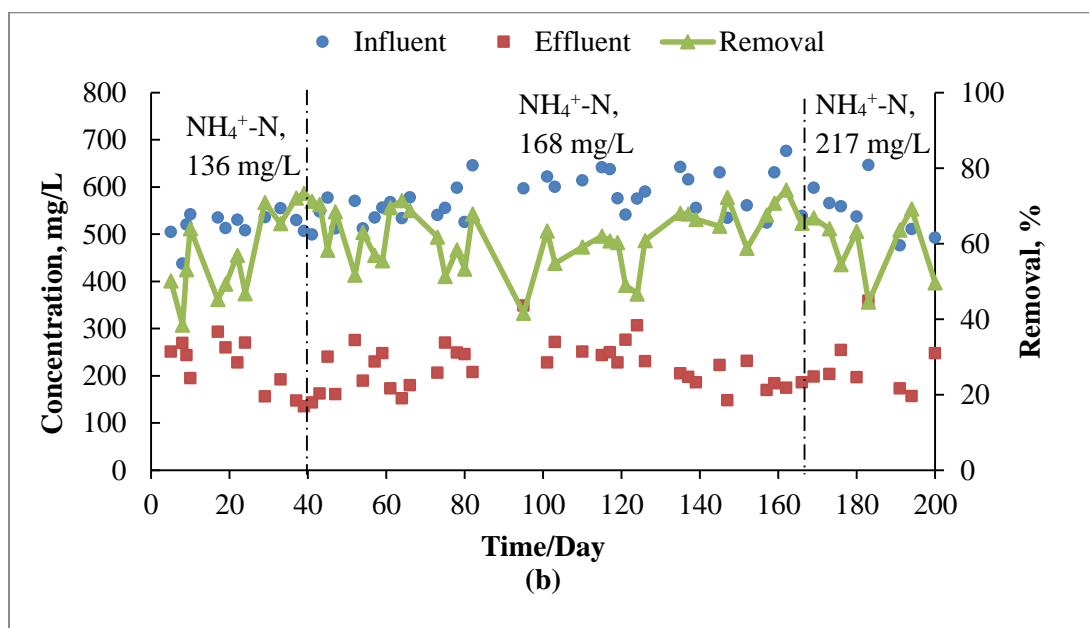 Influent Effluent Removal
Concentration, mg/L
800
700
600
500
400
300
200
100
0
NH₄⁺-N,
136 mg/L
NH₄⁺-N,
168 mg/L
NH₄⁺-N,
217 mg/L
100
80
60
40
20
0
Removal, %
0 20 40 60 80 100 120 140 160 180 200
Time/Day
(b)